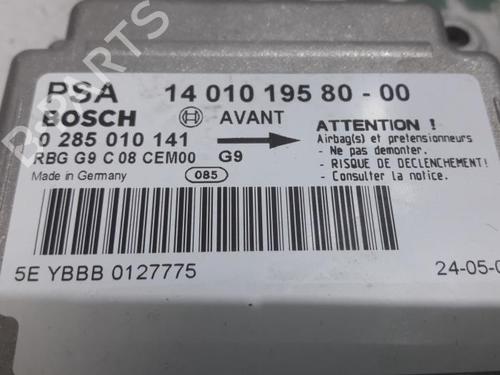 PSA 14 010 195 80 - 00
BOSCH AVANT
0 285 010 141
RBG G9 C 08 CEM00 G9
Made in Germany 085
ATTENTION !
Airbag(s) et pretensionneurs
- Ne pas demonter.
- RISQUE DE DECLENCHEMENT!
- Consulter la notice.
5E YBBB 0127775
24-05-0
B-PARTS